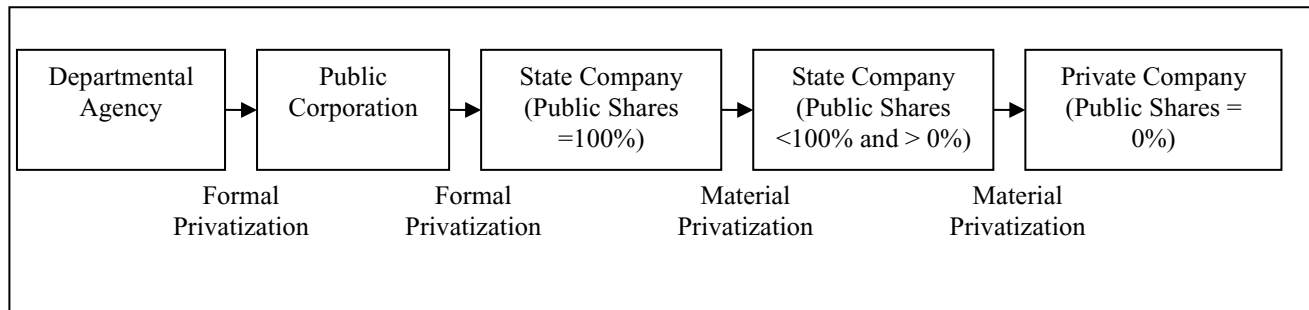 Departmental
Agency
Public
Corporation
State Company
(Public Shares
=100%)
State Company
(Public Shares
<100% and > 0%)
Private Company
(Public Shares =
0%)
Formal
Privatization
Formal
Privatization
Material
Privatization
Material
Privatization